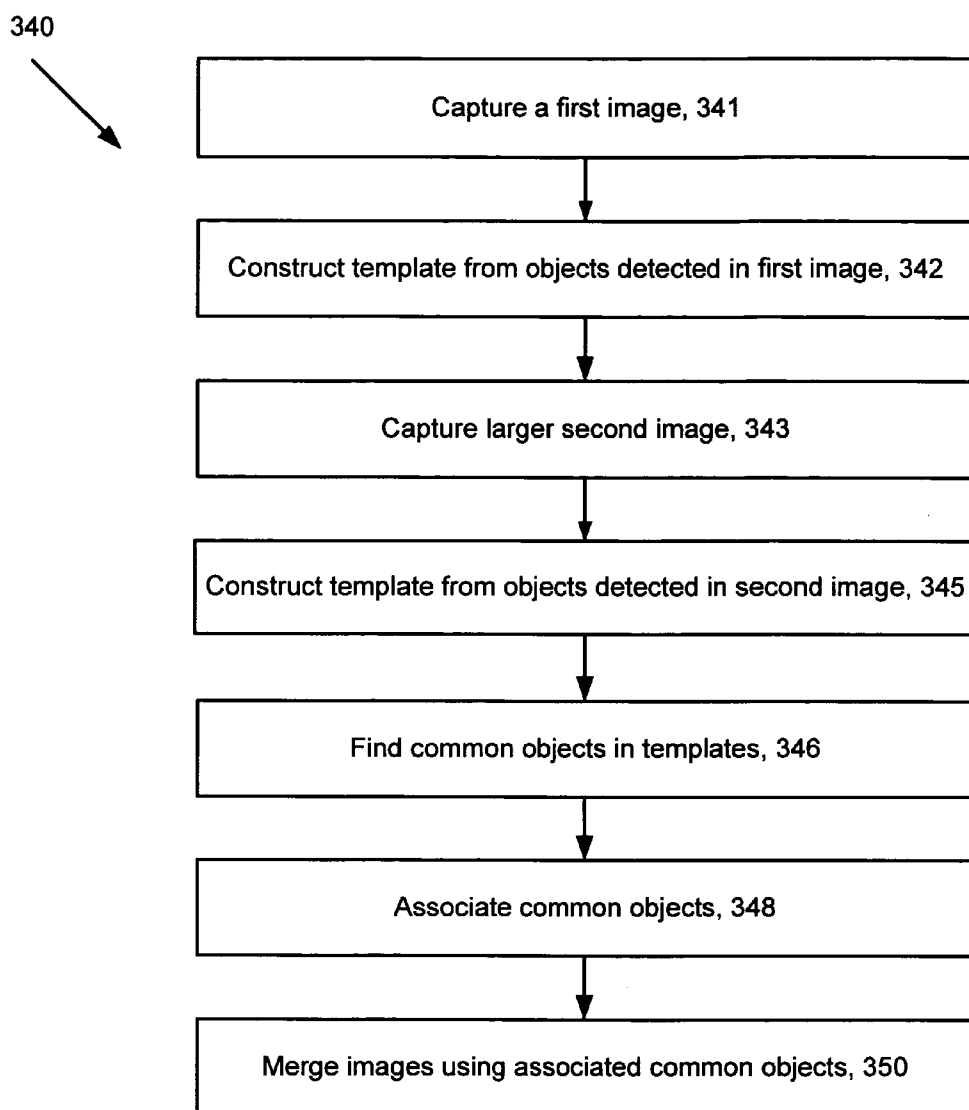 340
Capture a first image, 341
Construct template from objects detected in first image, 342
Capture larger second image, 343
Construct template from objects detected in second image, 345
Find common objects in templates, 346
Associate common objects, 348
Merge images using associated common objects, 350